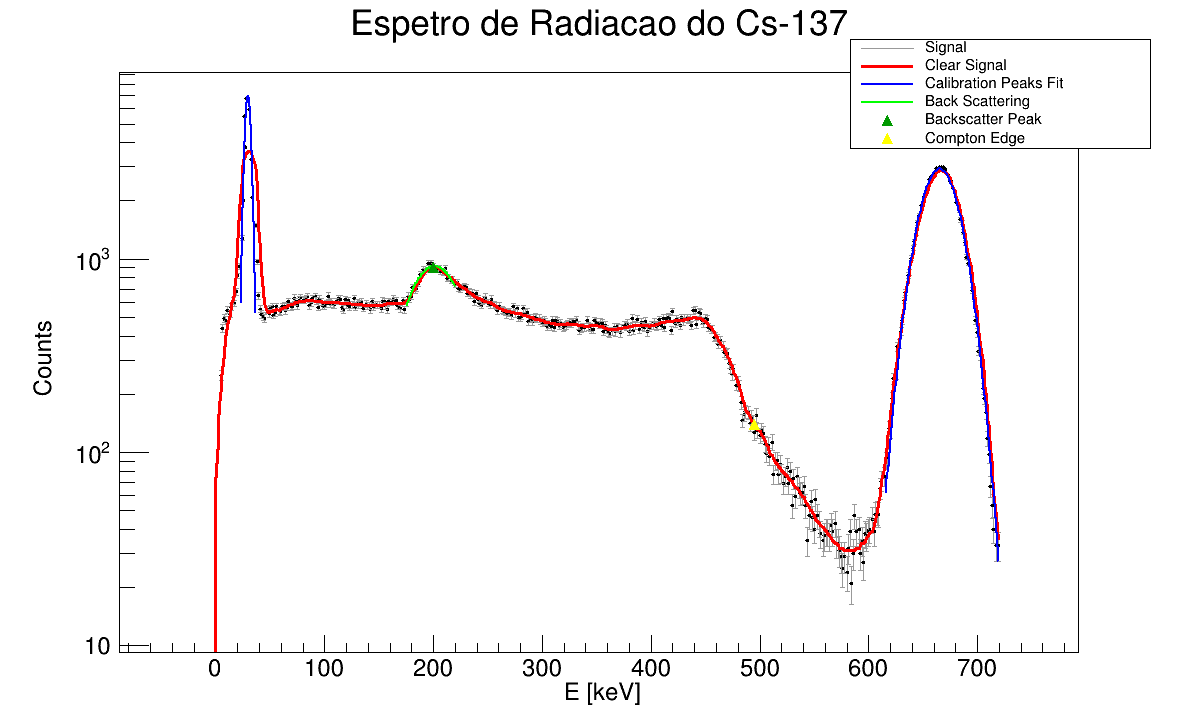 Espetro de Radiacao do Cs-137
Signal
Clear Signal
Calibration Peaks Fit
Back Scattering
Backscatter Peak
Compton Edge
Counts
10³
10²
10
0 100 200 300 400 500 600 700
E [keV]